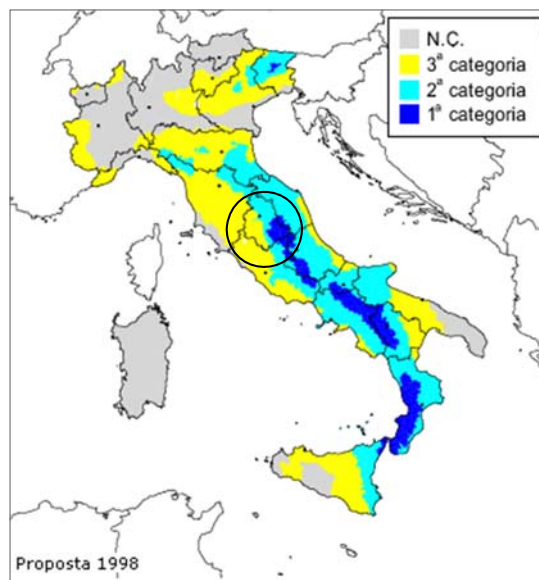 N.C.
3ª categoria
2ª categoria
1ª categoria
Proposta 1998